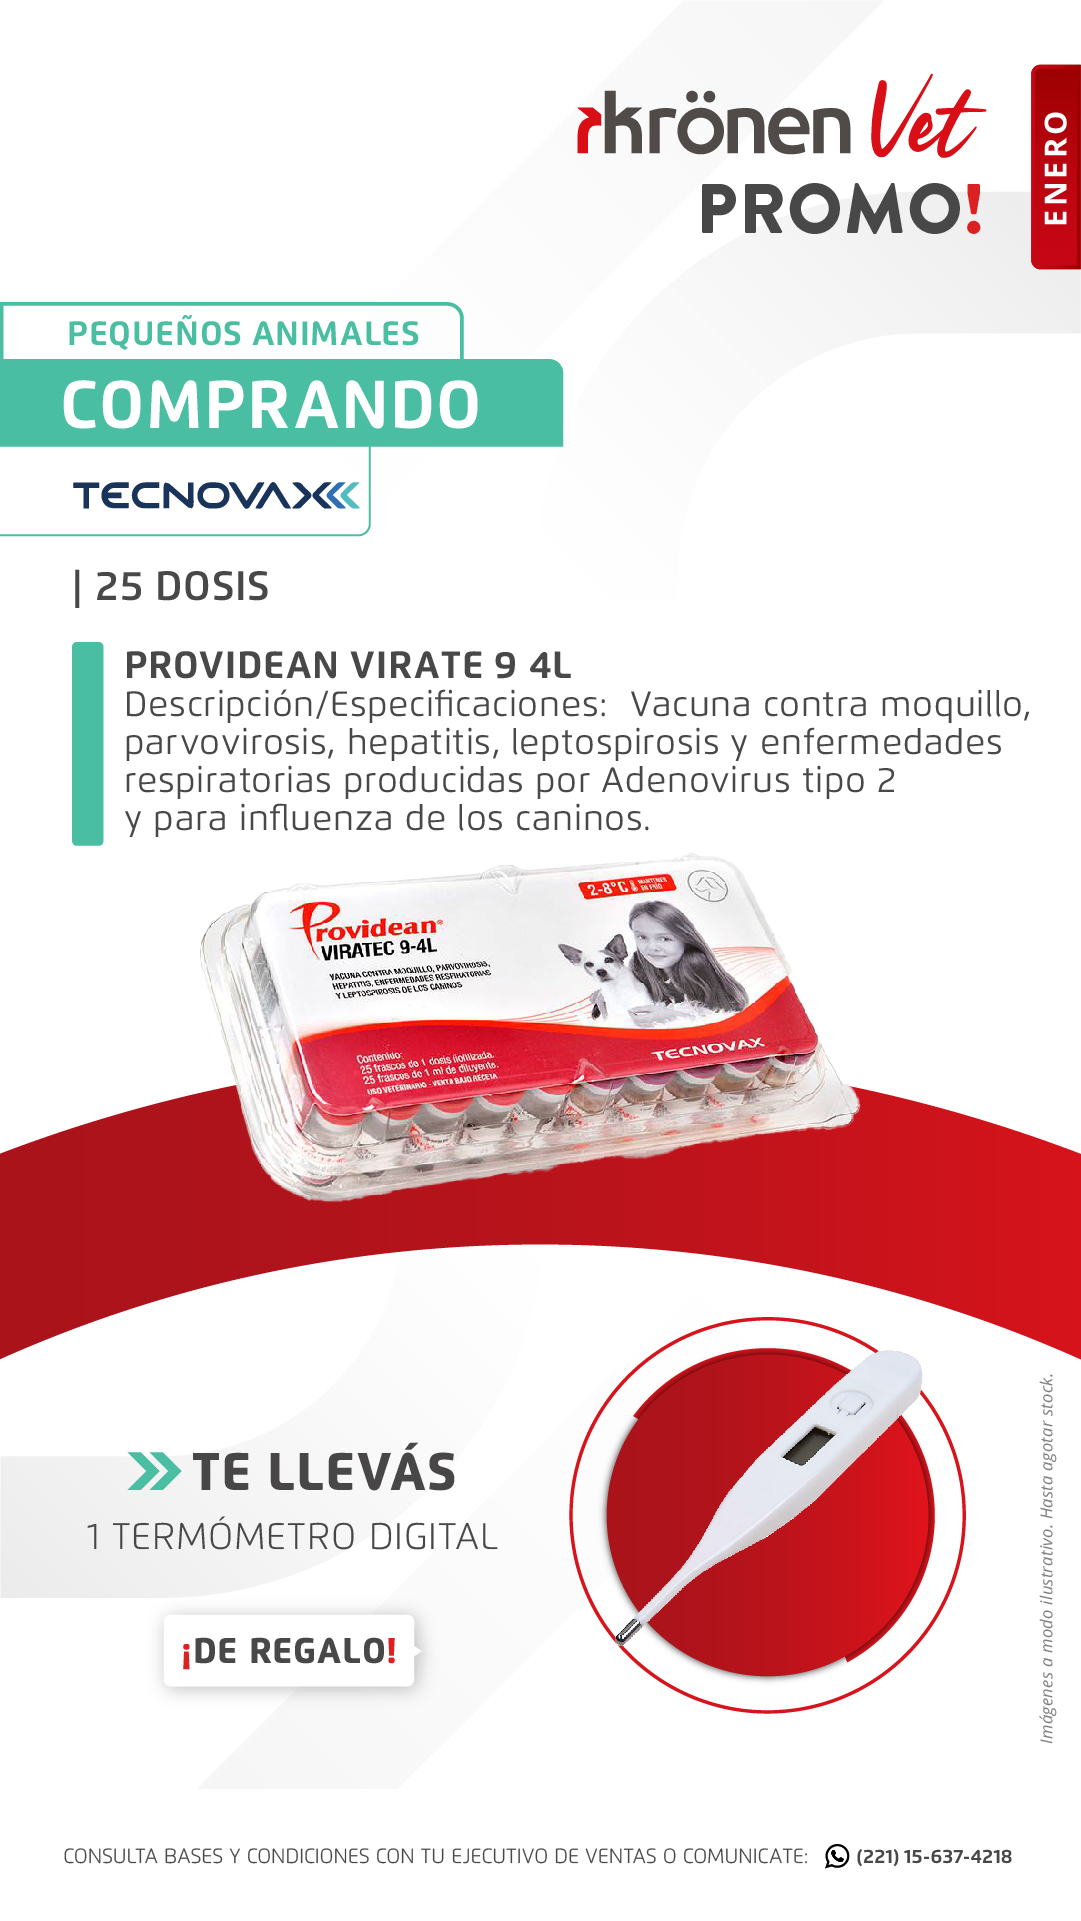 krönen Vet
PROMO!
ENERO
PEQUEÑOS ANIMALES
COMPRANDO
TECNOVAX
| 25 DOSIS
PROVIDEAN VIRATE 9 4L
Descripción/Especificaciones: Vacuna contra moquillo,
parvovirosis, hepatitis, leptospirosis y enfermedades
respiratorias producidas por Adenovirus tipo 2
y para influenza de los caninos.
2-8°C MANTENER
EN FRÍO
Providean®
VIRATEC 9-4L
VACUNA CONTRA MOQUILLO, PARVOVIROSIS,
HEPATITIS, ENFERMEDADES RESPIRATORIAS
Y LEPTOSPIROSIS DE LOS CANINOS
Contenido:
25 frascos de 1 dosis liofilizada.
25 frascos de 1 ml de diluyente.
USO VETERINARIO - VENTA BAJO RECETA
TECNOVAX
TE LLEVÁS
1 TERMÓMETRO DIGITAL
¡DE REGALO!
Imágenes a modo ilustrativo. Hasta agotar stock.
CONSULTA BASES Y CONDICIONES CON TU EJECUTIVO DE VENTAS O COMUNICATE: (221) 15-637-4218